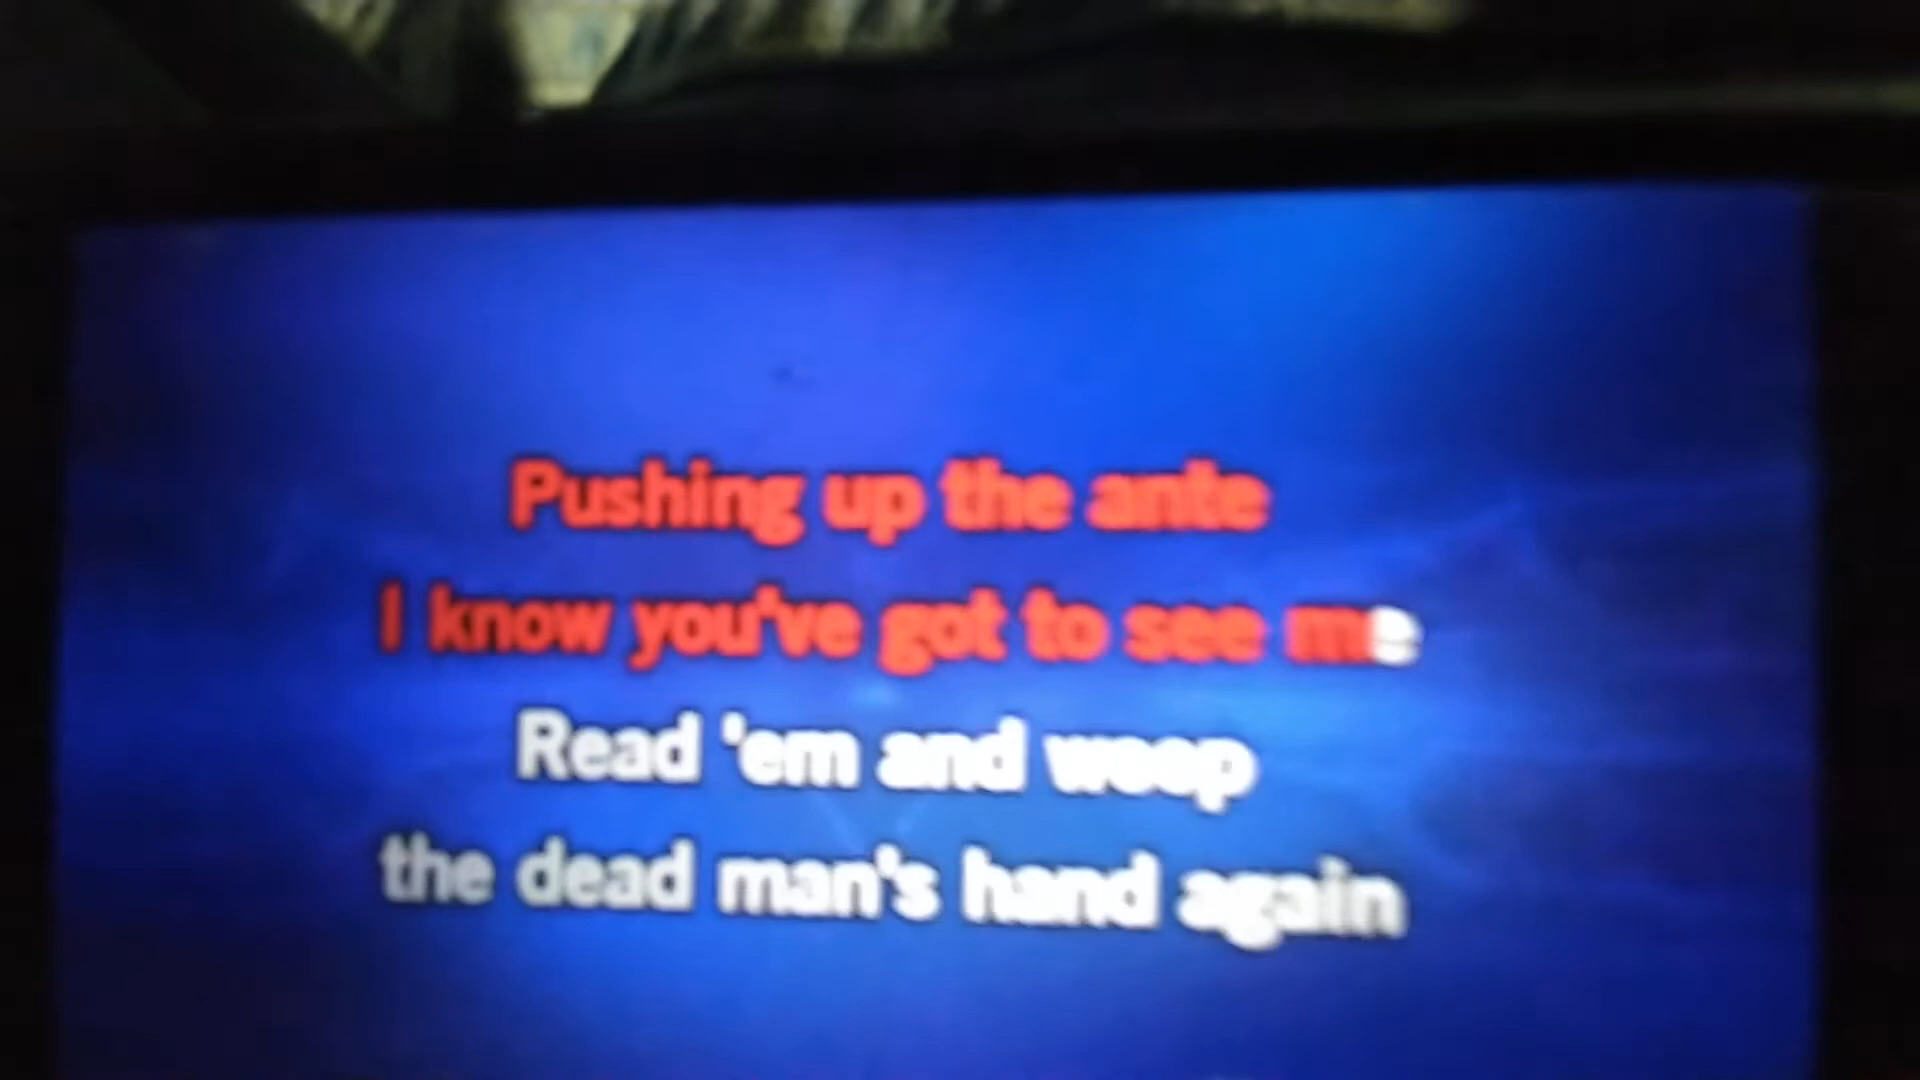 Pushing up the ante
I know you've got to see me
Read 'em and weep
the dead man's hand again